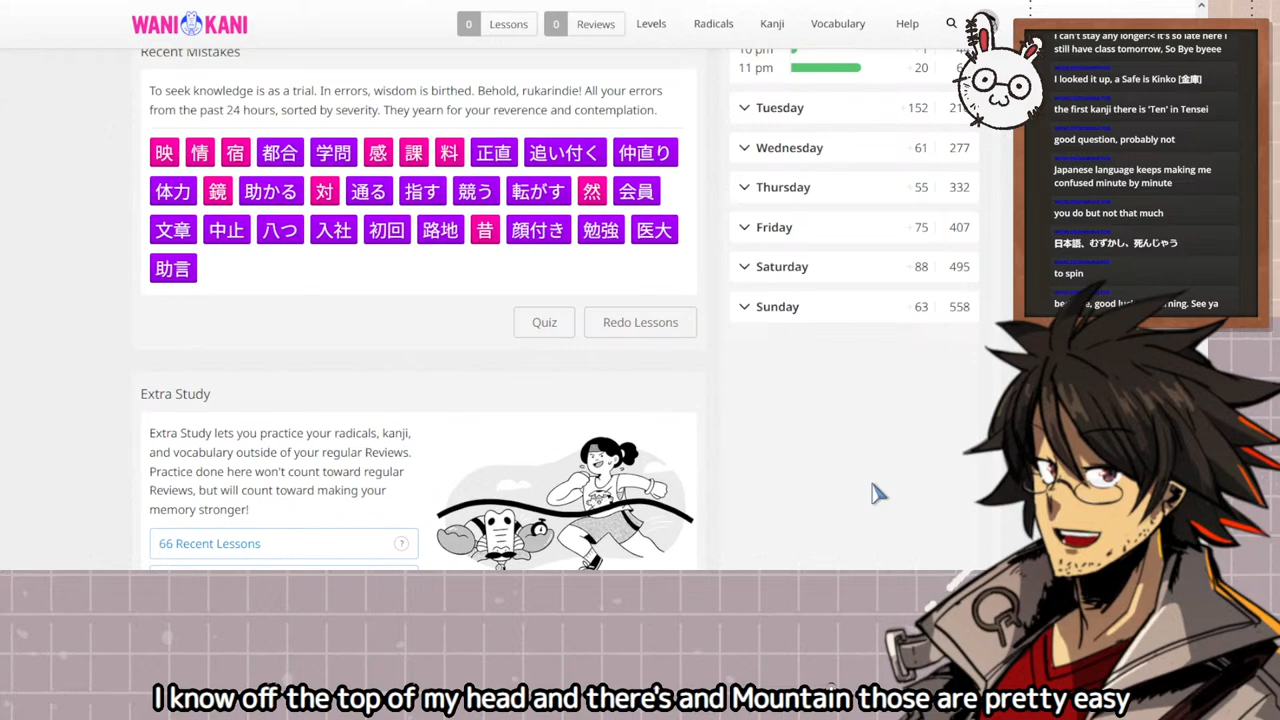 WANI KANI
0 Lessons 0 Reviews Levels Radicals Kanji Vocabulary Help
Recent Mistakes
To seek knowledge is as a trial. In errors, wisdom is birthed. Behold, rukarindie! All your errors
from the past 24 hours, sorted by severity. They yearn for your reverence and contemplation.
映 情 宿 都合 学問 感 課 料 正直 追い付く 仲直り
体力 鏡 助かる 対 通る 指す 競う 転がす 然 会員
文章 中止 八つ 入社 初回 路地 昔 顔付き 勉強 医大
助言
Quiz Redo Lessons
Extra Study
Extra Study lets you practice your radicals, kanji,
and vocabulary outside of your regular Reviews.
Practice done here won't count toward regular
Reviews, but will count toward making your
memory stronger!
66 Recent Lessons ?
10 pm
11 pm +20
Tuesday +152
Wednesday +61 277
Thursday +55 332
Friday +75 407
Saturday +88 495
Sunday +63 558
I can't stay any longer:< it's so late here I
still have class tomorrow, So Bye byeee
I looked it up, a Safe is Kinko [金庫]
the first kanji there is 'Ten' in Tensei
good question, probably not
Japanese language keeps making me
confused minute by minute
you do but not that much
日本語、むずかし、死んじゃう
to spin
good See ya
I know off the top of my head and there's and Mountain those are pretty easy